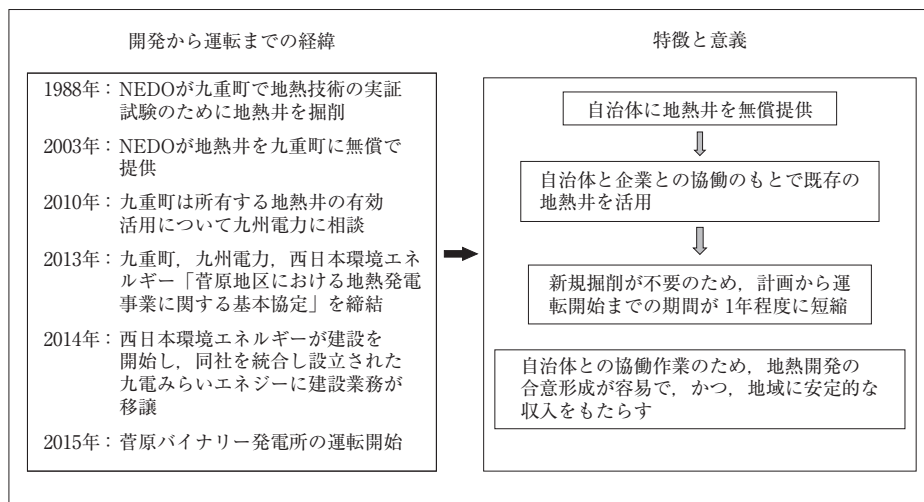 開発から運転までの経緯
1988年：NEDOが九重町で地熱技術の実証
試験のために地熱井を掘削
2003年：NEDOが地熱井を九重町に無償で
提供
2010年：九重町は所有する地熱井の有効
活用について九州電力に相談
2013年：九重町，九州電力，西日本環境エネ
ルギー「菅原地区における地熱発電
事業に関する基本協定」を締結
2014年：西日本環境エネルギーが建設を
開始し，同社を統合し設立された
九電みらいエネジーに建設業務が
移譲
2015年：菅原バイナリー発電所の運転開始
特徴と意義
自治体に地熱井を無償提供
自治体と企業との協働のもとで既存の
地熱井を活用
新規掘削が不要のため，計画から運
転開始までの期間が 1年程度に短縮
自治体との協働作業のため，地熱開発の
合意形成が容易で，かつ，地域に安定的な
収入をもたらす